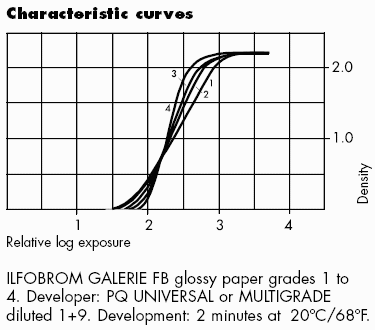 Characteristic curves
2.0
3
1
2
4
1.0
Density
1 2 3 4
Relative log exposure
ILFOBROM GALERIE FB glossy paper grades 1 to
4. Developer: PQ UNIVERSAL or MULTIGRADE
diluted 1+9. Development: 2 minutes at 20ºC/68ºF.